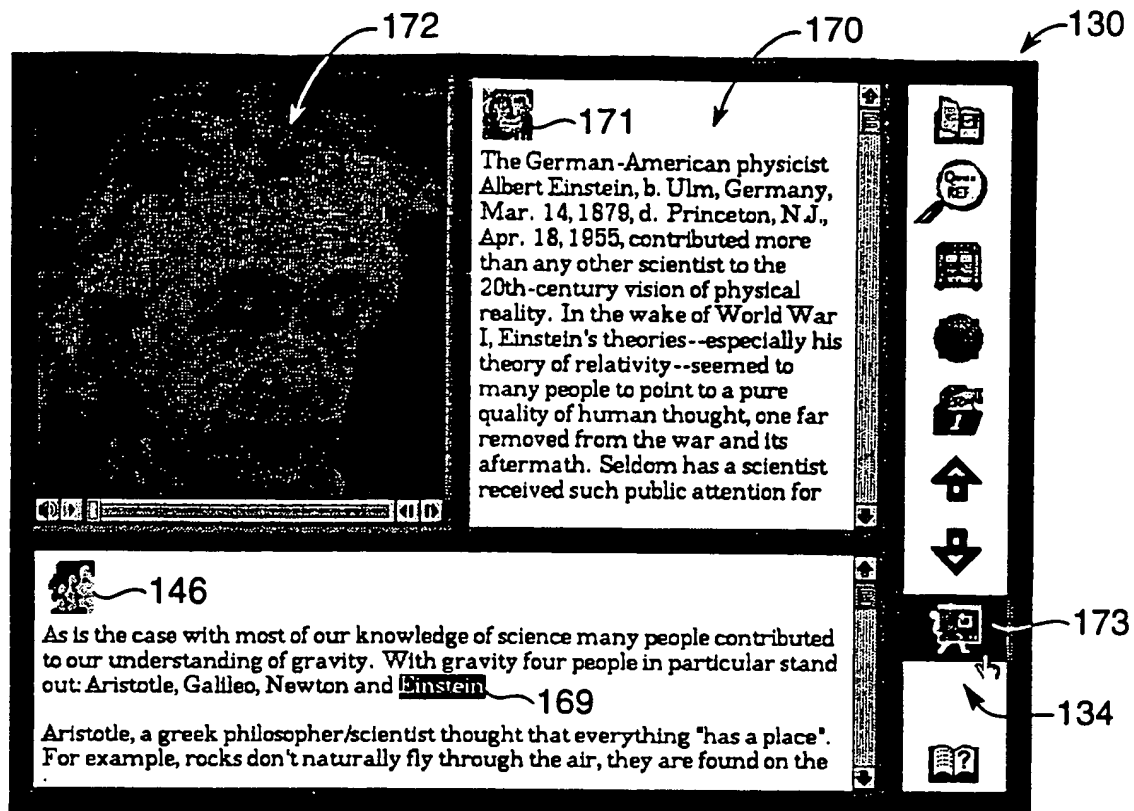 172
170
130
171
The German-American physicist
Albert Einstein, b. Ulm, Germany,
Mar. 14, 1879, d. Princeton, N.J.,
Apr. 18, 1955, contributed more
than any other scientist to the
20th-century vision of physical
reality. In the wake of World War
I, Einstein's theories--especially his
theory of relativity--seemed to
many people to point to a pure
quality of human thought, one far
removed from the war and its
aftermath. Seldom has a scientist
received such public attention for
REF
1
146
As is the case with most of our knowledge of science many people contributed
to our understanding of gravity. With gravity four people in particular stand
out: Aristotle, Galileo, Newton and Einstein
169
Aristotle, a greek philosopher/scientist thought that everything "has a place".
For example, rocks don't naturally fly through the air, they are found on the
173
134
?